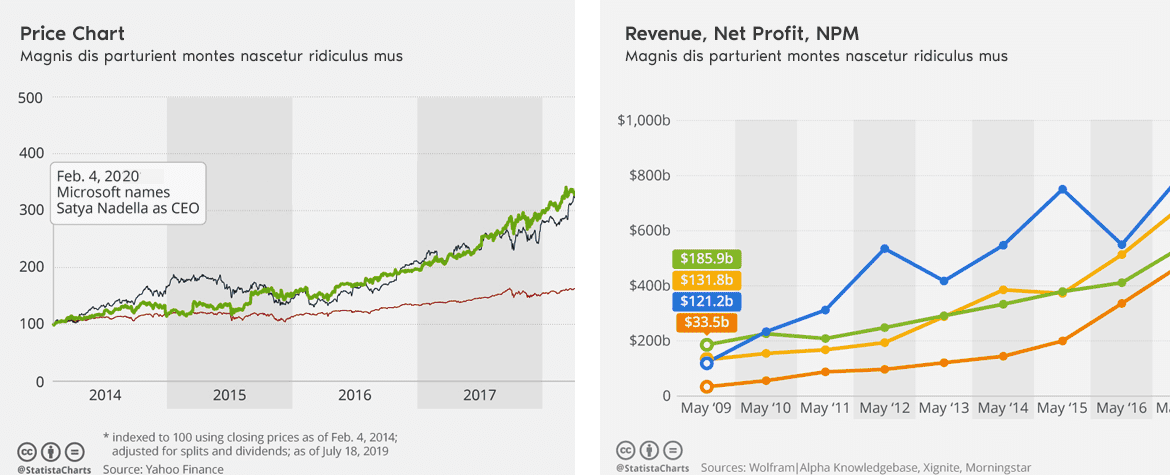 Price Chart
Magnis dis parturient montes nascetur ridiculus mus
500
400
300
200
100
0
Feb. 4, 2020
Microsoft names
Satya Nadella as CEO
2014 2015 2016 2017
* indexed to 100 using closing prices as of Feb. 4, 2014;
adjusted for splits and dividends; as of July 18, 2019
@StatistaCharts Source: Yahoo Finance
Revenue, Net Profit, NPM
Magnis dis parturient montes nascetur ridiculus mus
$1,000b
$800b
$600b
$400b
$200b
0
$185.9b
$131.8b
$121.2b
$33.5b
May ‘09 May ‘10 May ‘11 May ‘12 May ‘13 May ‘14 May ‘15 May ‘16
cc
@StatistaCharts Sources: Wolfram|Alpha Knowledgebase, Xignite, Morningstar